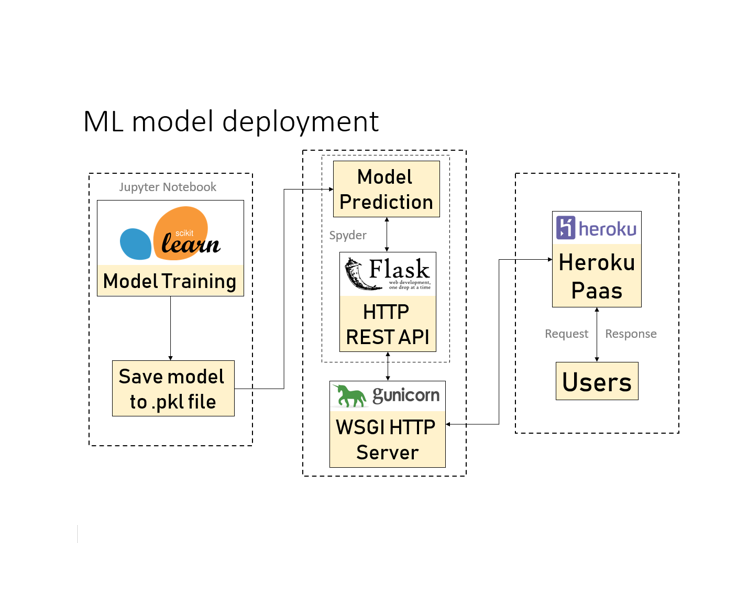 ML model deployment
Jupyter Notebook
scikit
learn
Model Training
Save model
to .pkl file
Model
Prediction
Spyder
Flask
web development,
one drop at a time
HTTP
REST API
gunicorn
WSGI HTTP
Server
heroku
Heroku
Paas
Request
Response
Users